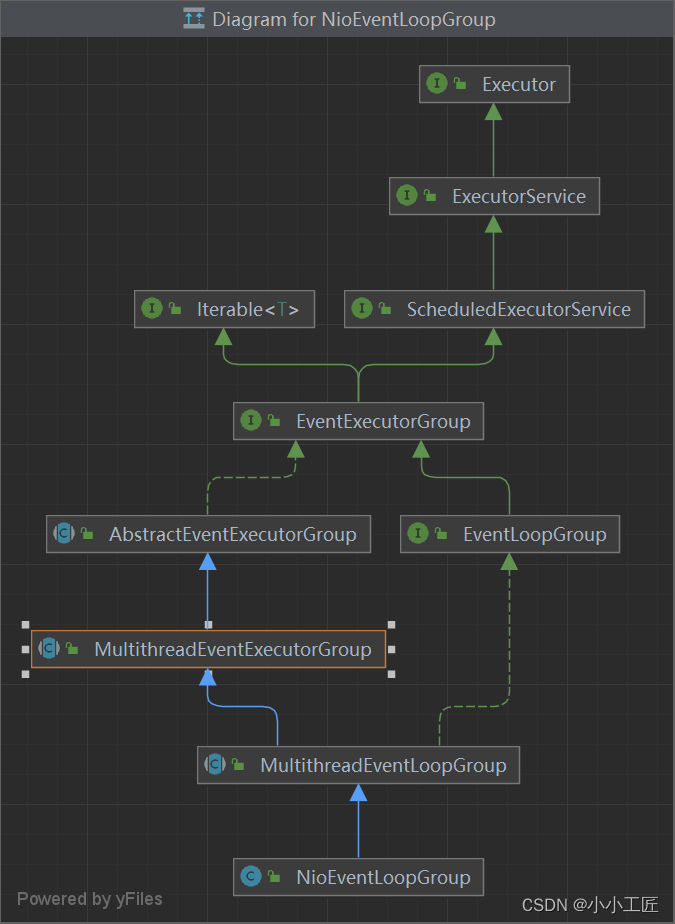 Diagram for NioEventLoopGroup
I Executor
I ExecutorService
I Iterable<T>
I ScheduledExecutorService
I EventExecutorGroup
C AbstractEventExecutorGroup
I EventLoopGroup
C MultithreadEventExecutorGroup
C MultithreadEventLoopGroup
C NioEventLoopGroup
Powered by yFiles
CSDN @小小工匠